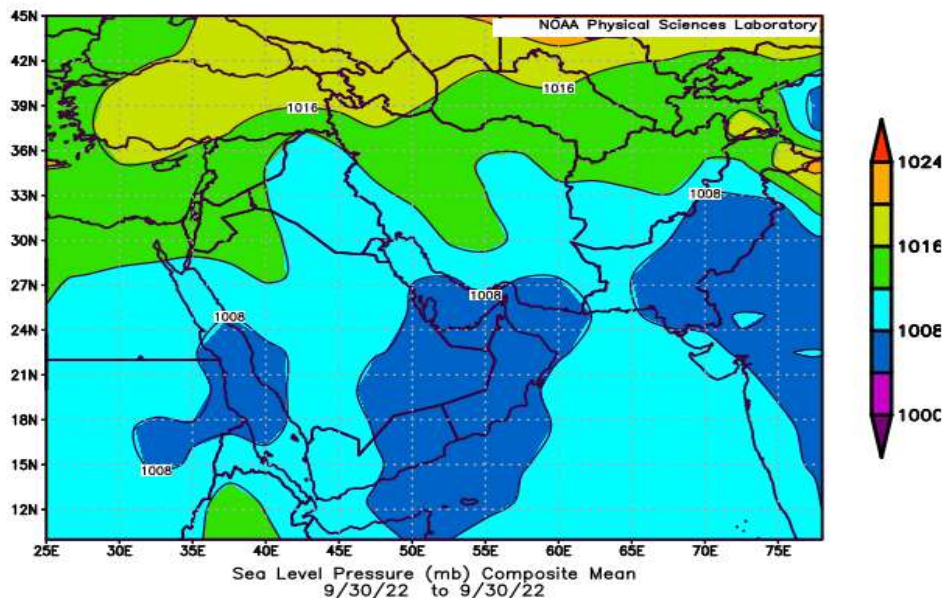 NOAA Physical Sciences Laboratory
45N
42N
39N
36N
33N
30N
27N
24N
21N
18N
15N
12N
1016
1016
1008
1008
1008
1008
25E 30E 35E 40E 45E 50E 55E 60E 65E 70E 75E
1024
1016
1008
1000
Sea Level Pressure (mb) Composite Mean
9/30/22 to 9/30/22